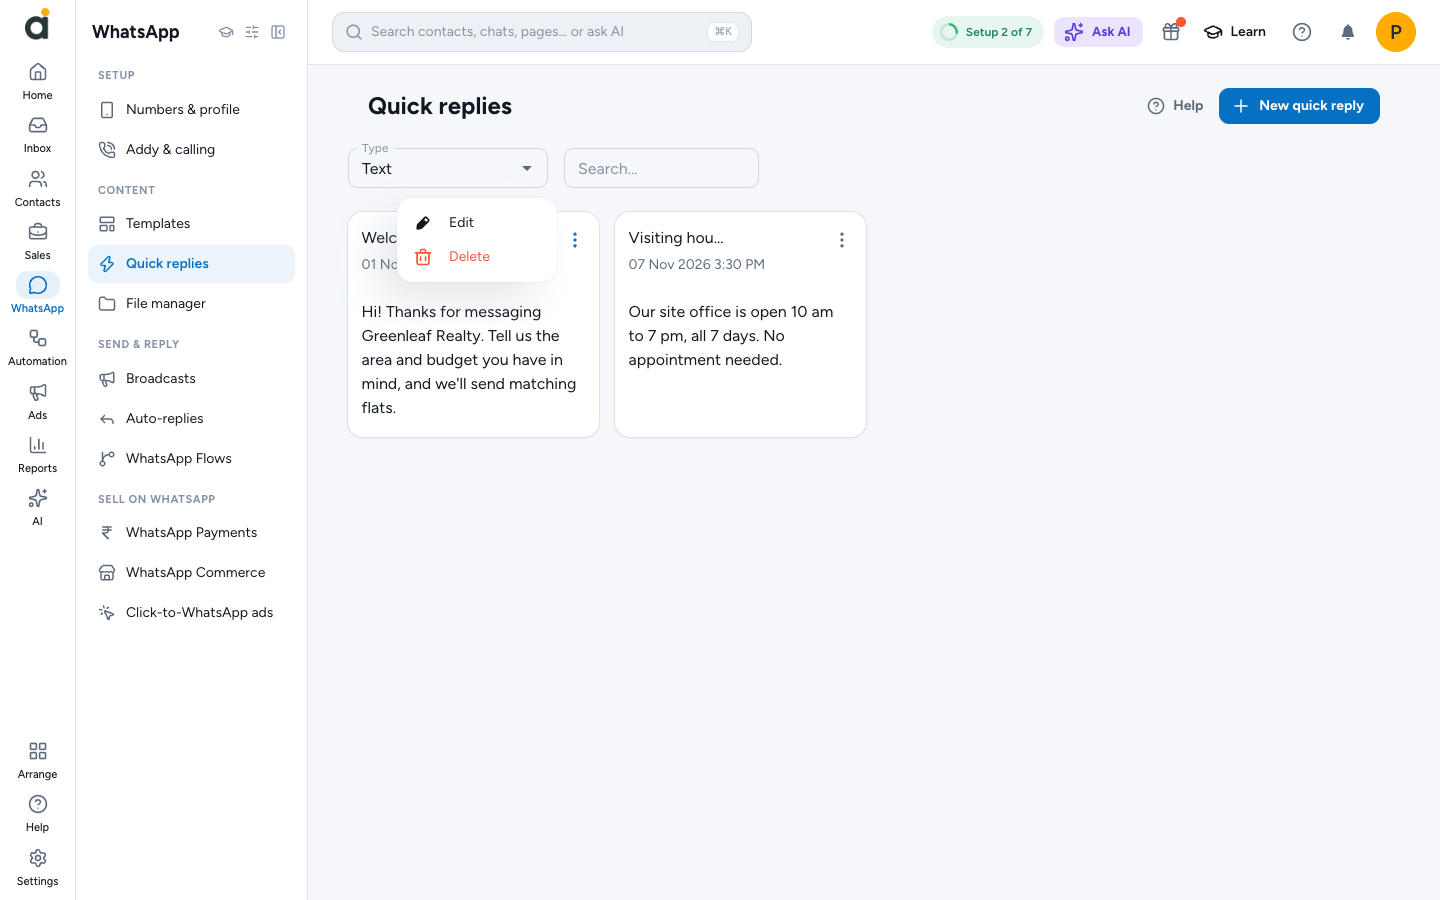 Home
Inbox
Contacts
Sales
WhatsApp
Automation
Ads
Reports
AI
Arrange
Help
Settings
WhatsApp
SETUP
Numbers & profile
Addy & calling
CONTENT
Templates
Quick replies
File manager
SEND & REPLY
Broadcasts
Auto-replies
WhatsApp Flows
SELL ON WHATSAPP
WhatsApp Payments
WhatsApp Commerce
Click-to-WhatsApp ads
Search contacts, chats, pages... or ask AI
⌘K
Setup 2 of 7
Ask AI
Learn
P
Quick replies
Help
New quick reply
Type
Text
Search...
Edit
Delete
Welc
01 No
Hi! Thanks for messaging
Greenleaf Realty. Tell us the
area and budget you have in
mind, and we'll send matching
flats.
Visiting hou...
07 Nov 2026 3:30 PM
Our site office is open 10 am
to 7 pm, all 7 days. No
appointment needed.